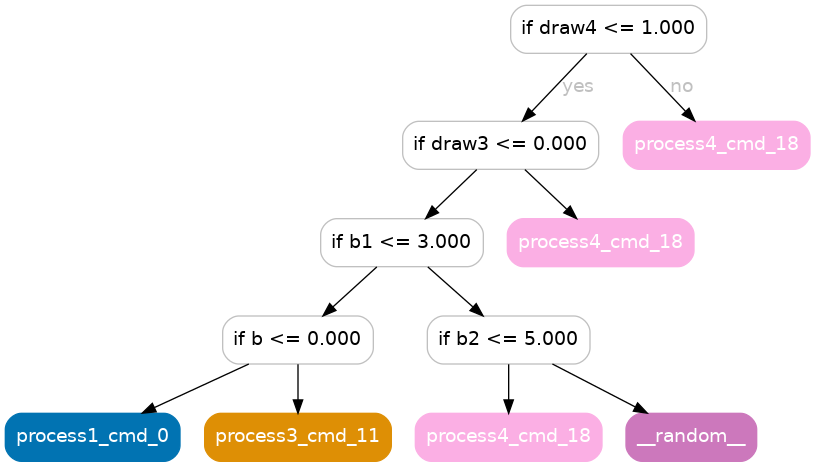 if draw4 <= 1.000
yes
no
if draw3 <= 0.000
process4_cmd_18
if b1 <= 3.000
process4_cmd_18
if b <= 0.000
if b2 <= 5.000
process1_cmd_0
process3_cmd_11
process4_cmd_18
__random__